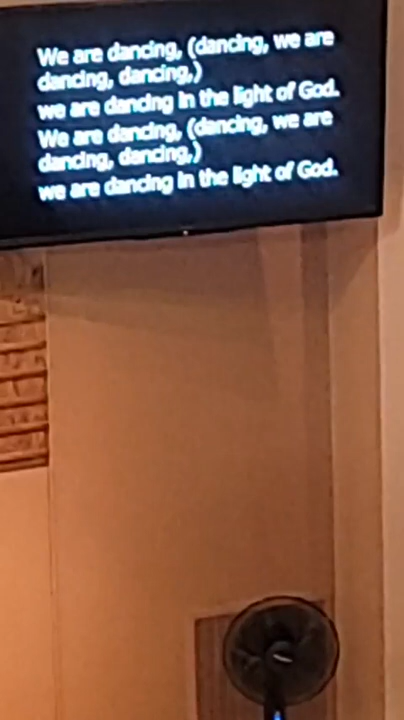 We are dancing, (dancing, we are
dancing, dancing,)
we are dancing in the light of God.
We are dancing, (dancing, we are
dancing, dancing,)
we are dancing in the light of God.